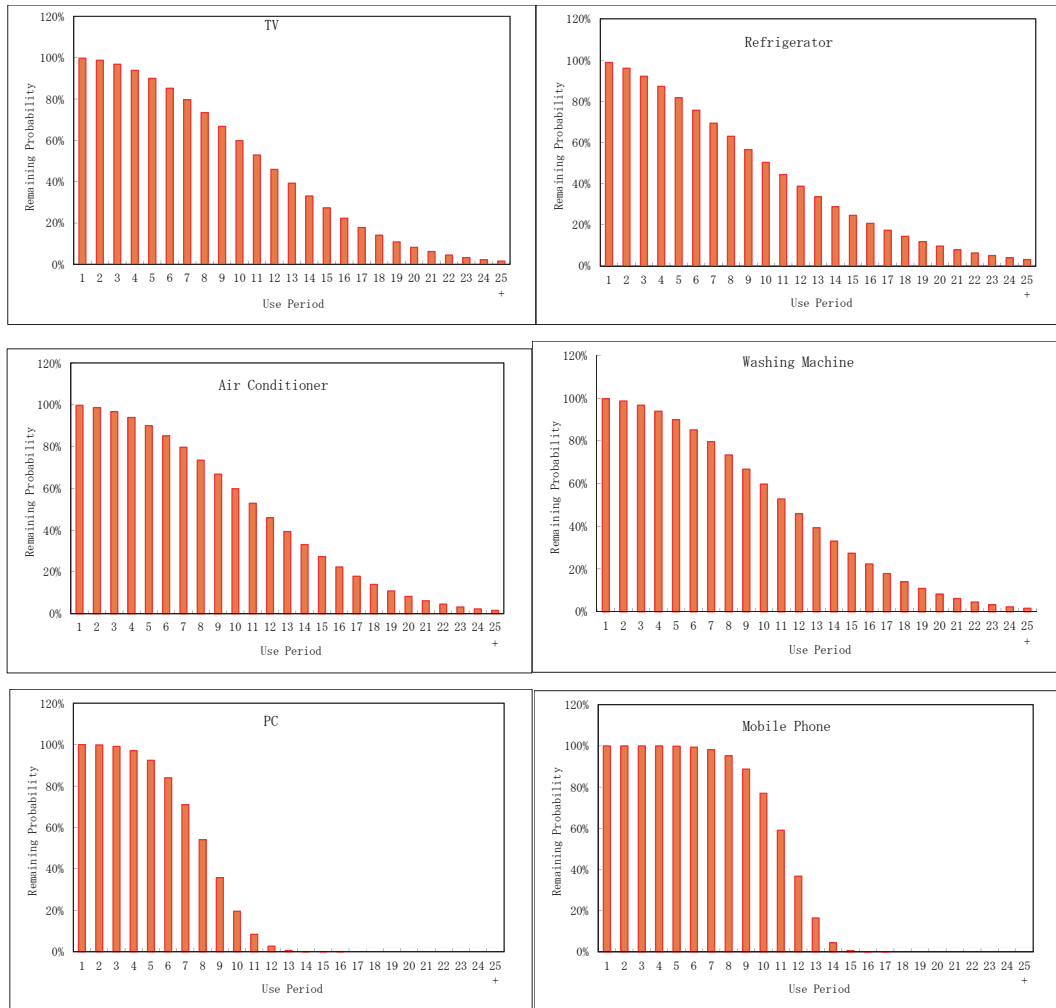 TV
Remaining Probability
120%
100%
80%
60%
40%
20%
0%
1 2 3 4 5 6 7 8 9 10 11 12 13 14 15 16 17 18 19 20 21 22 23 24 25
+
Use Period
Refrigerator
Remaining Probability
120%
100%
80%
60%
40%
20%
0%
1 2 3 4 5 6 7 8 9 10 11 12 13 14 15 16 17 18 19 20 21 22 23 24 25
+
Use Period
Air Conditioner
Remaining Probability
120%
100%
80%
60%
40%
20%
0%
1 2 3 4 5 6 7 8 9 10 11 12 13 14 15 16 17 18 19 20 21 22 23 24 25
+
Use Period
Washing Machine
Remaining Probability
120%
100%
80%
60%
40%
20%
0%
1 2 3 4 5 6 7 8 9 10 11 12 13 14 15 16 17 18 19 20 21 22 23 24 25
+
Use Period
PC
Remaining Probability
120%
100%
80%
60%
40%
20%
0%
1 2 3 4 5 6 7 8 9 10 11 12 13 14 15 16 17 18 19 20 21 22 23 24 25
+
Use Period
Mobile Phone
Remaining Probability
120%
100%
80%
60%
40%
20%
0%
1 2 3 4 5 6 7 8 9 10 11 12 13 14 15 16 17 18 19 20 21 22 23 24 25
+
Use Period